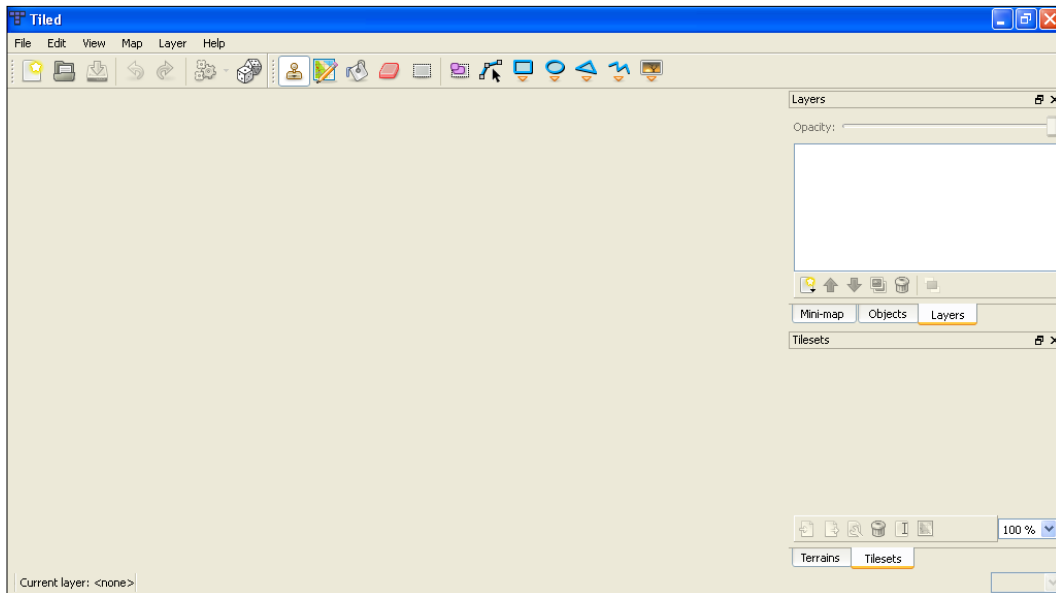 Tiled
File Edit View Map Layer Help
Layers
Opacity:
Mini-map Objects Layers
Tilesets
100 %
Terrains Tilesets
Current layer: <none>